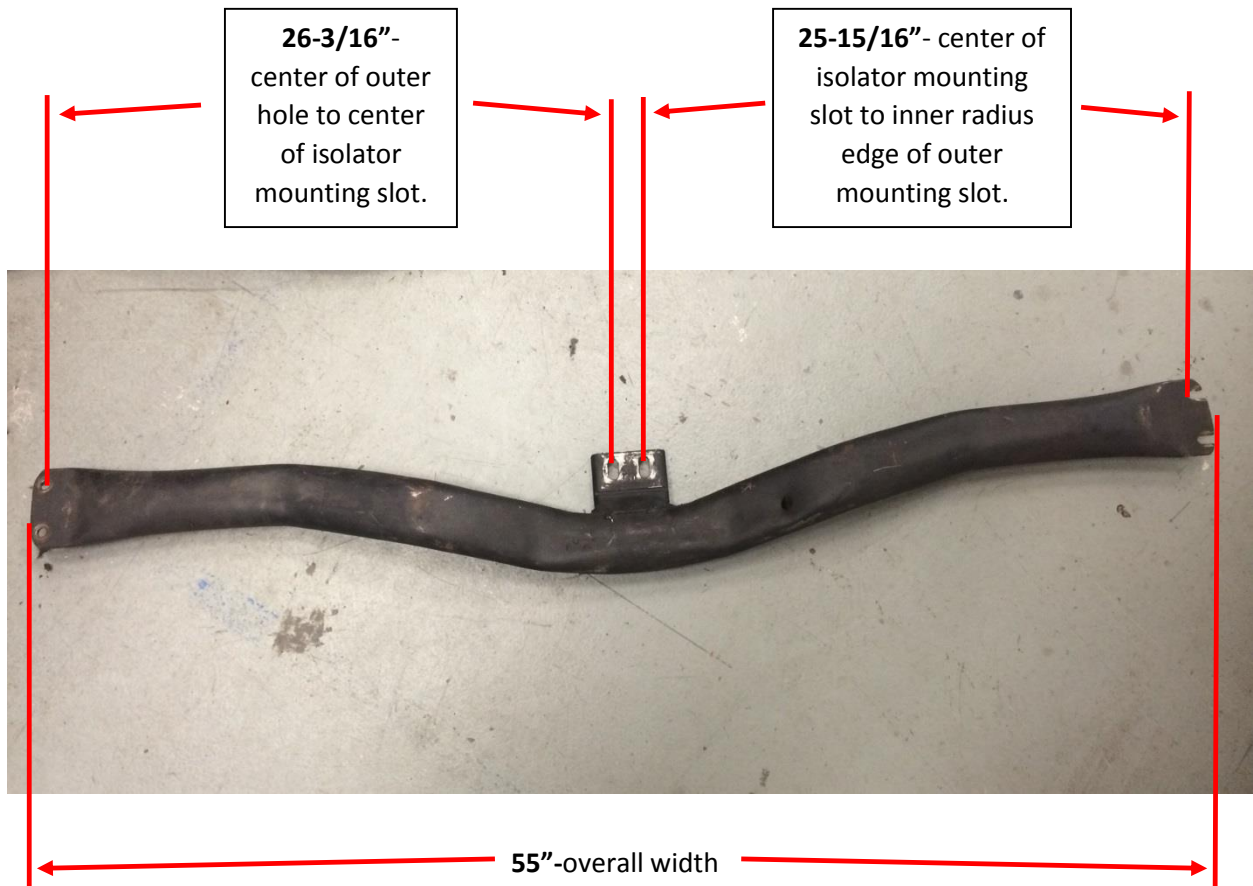 26-3/16”-
center of outer
hole to center
of isolator
mounting slot.
25-15/16”- center of
isolator mounting
slot to inner radius
edge of outer
mounting slot.
55”-overall width